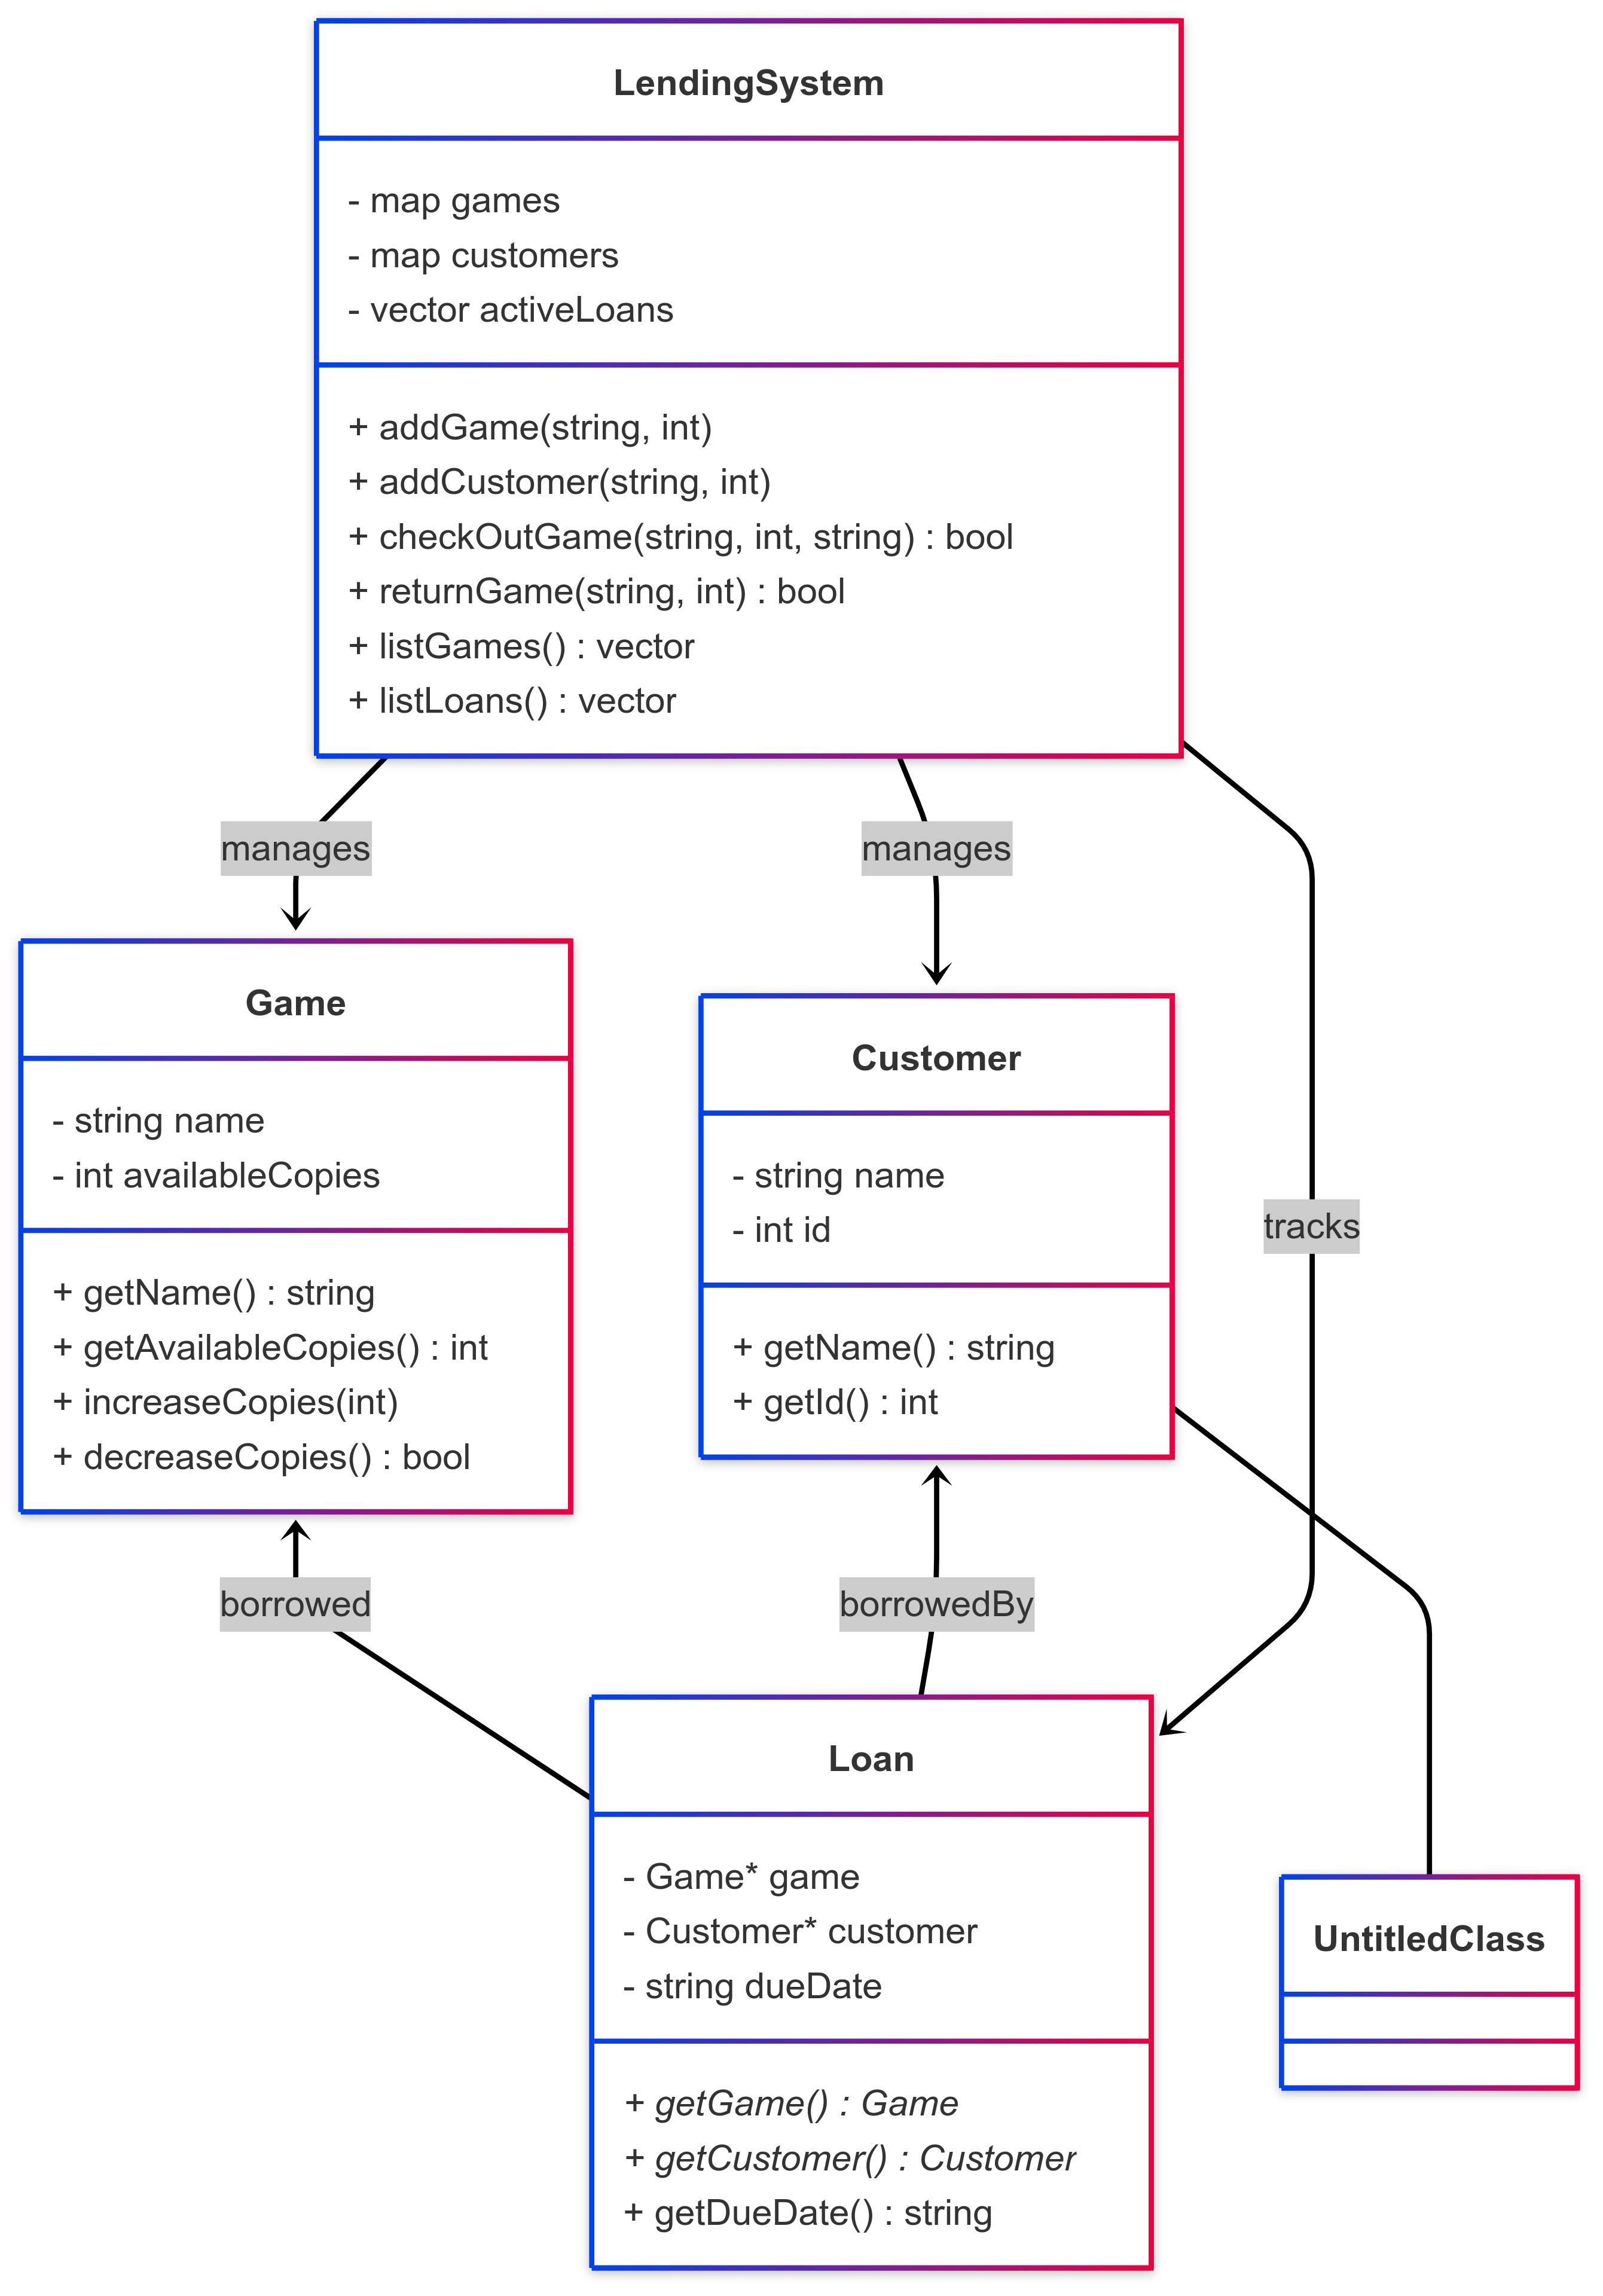 LendingSystem
- map games
- map customers
- vector activeLoans
+ addGame(string, int)
+ addCustomer(string, int)
+ checkOutGame(string, int, string) : bool
+ returnGame(string, int) : bool
+ listGames() : vector
+ listLoans() : vector
manages
manages
Game
- string name
- int availableCopies
+ getName() : string
+ getAvailableCopies() : int
+ increaseCopies(int)
+ decreaseCopies() : bool
Customer
- string name
- int id
+ getName() : string
+ getId() : int
tracks
borrowed
borrowedBy
Loan
- Game* game
- Customer* customer
- string dueDate
+ getGame() : Game
+ getCustomer() : Customer
+ getDueDate() : string
UntitledClass